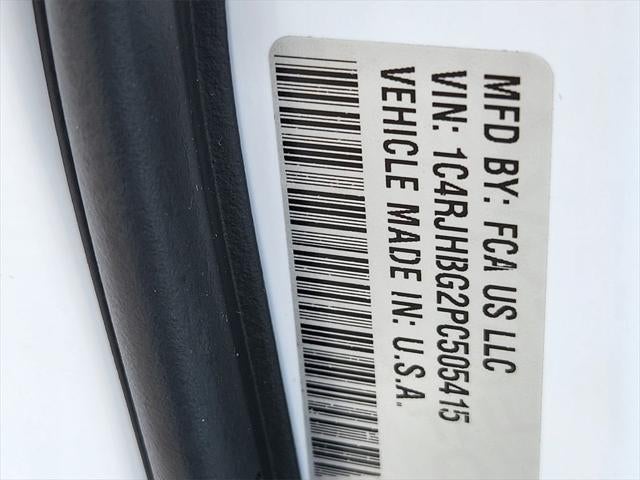 MFD BY: FCA US LLC
VIN: 1C4RJHBG2PC505415
VEHICLE MADE IN: U.S.A.